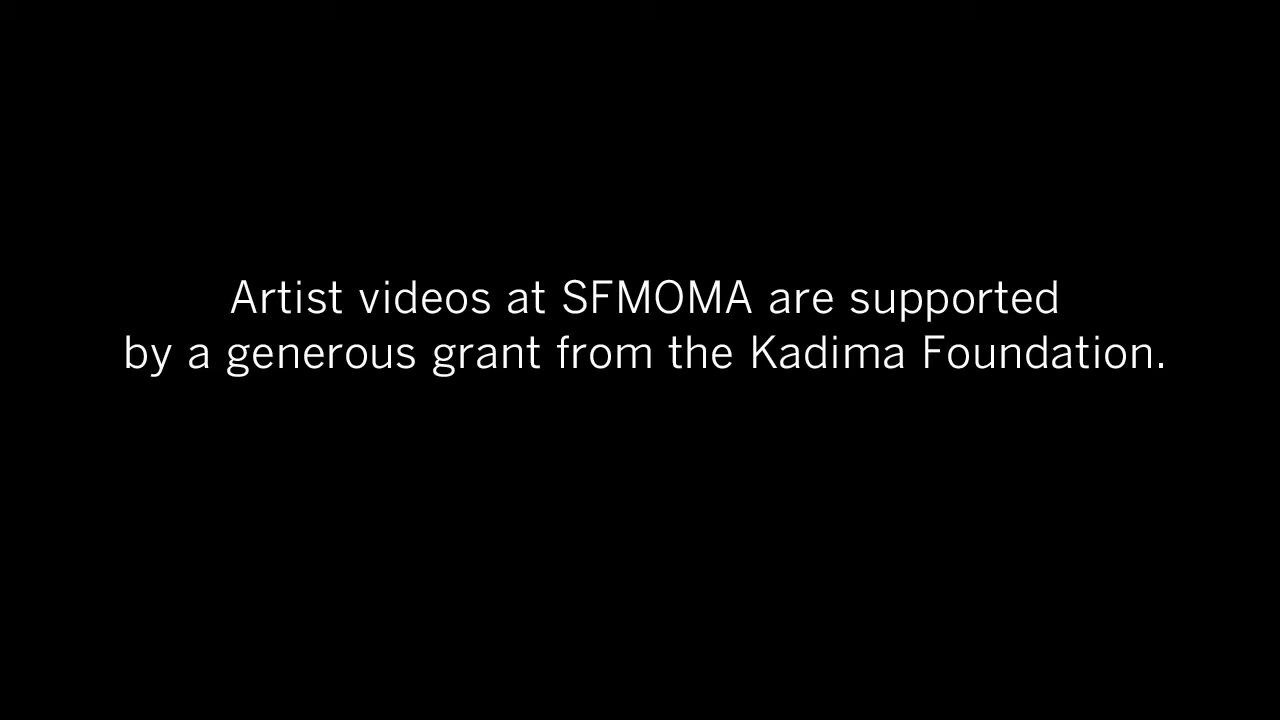 Artist videos at SFMOMA are supported
by a generous grant from the Kadima Foundation.